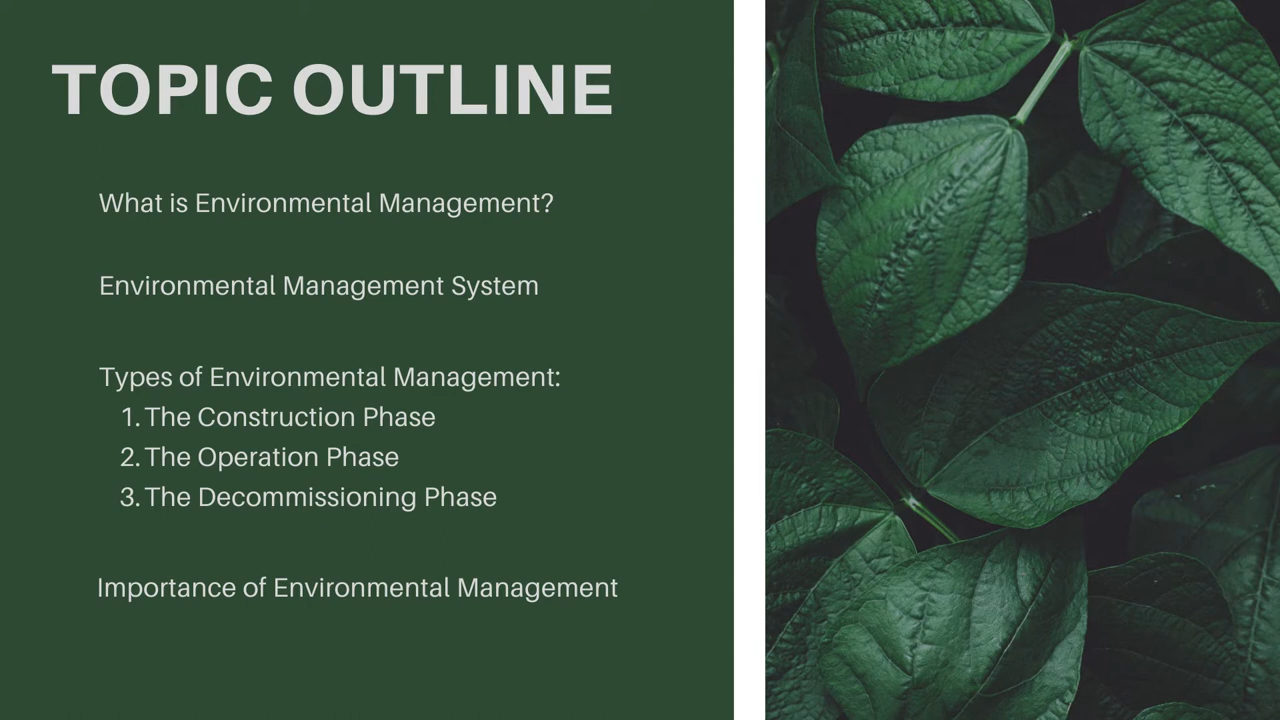 TOPIC OUTLINE
What is Environmental Management?
Environmental Management System
Types of Environmental Management:
1. The Construction Phase
2. The Operation Phase
3. The Decommissioning Phase
Importance of Environmental Management